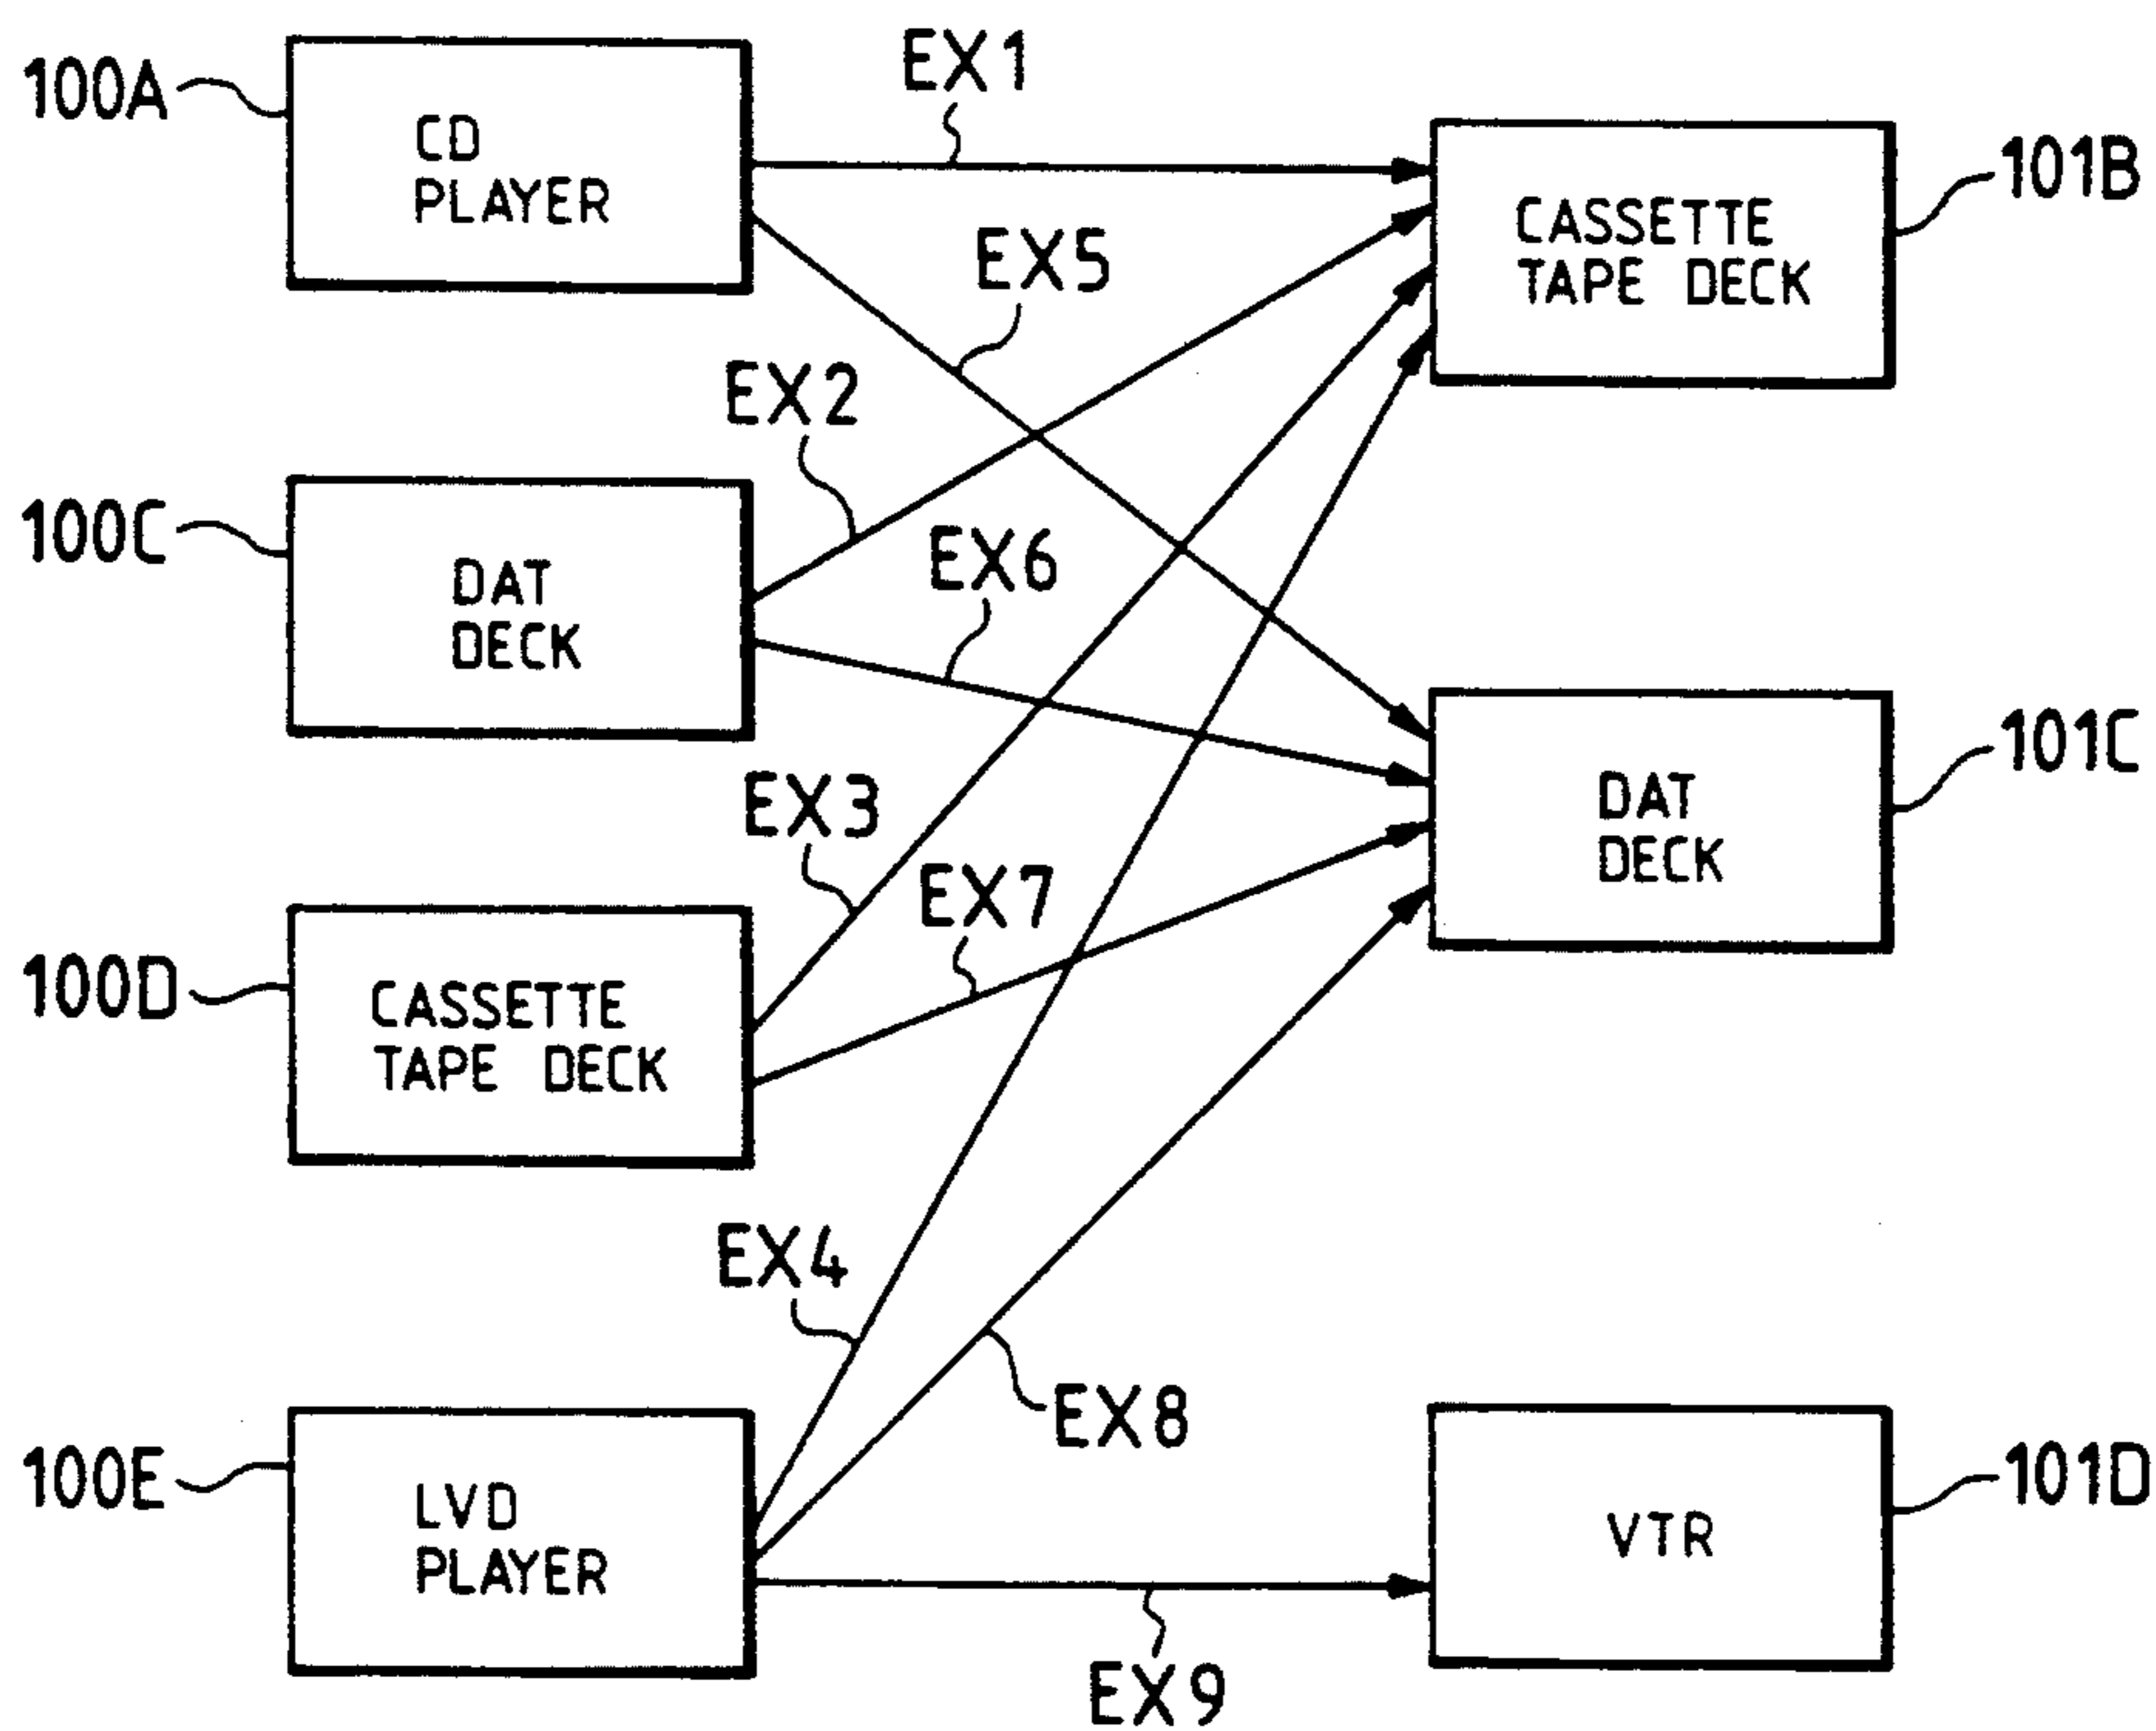 EX1
100A
CD
PLAYER
101B
CASSETTE
TAPE DECK
EX5
EX2
100C
DAT
DECK
EX6
101C
DAT
DECK
EX3
EX7
100D
CASSETTE
TAPE DECK
EX4
EX8
100E
LVD
PLAYER
101D
VTR
EX9